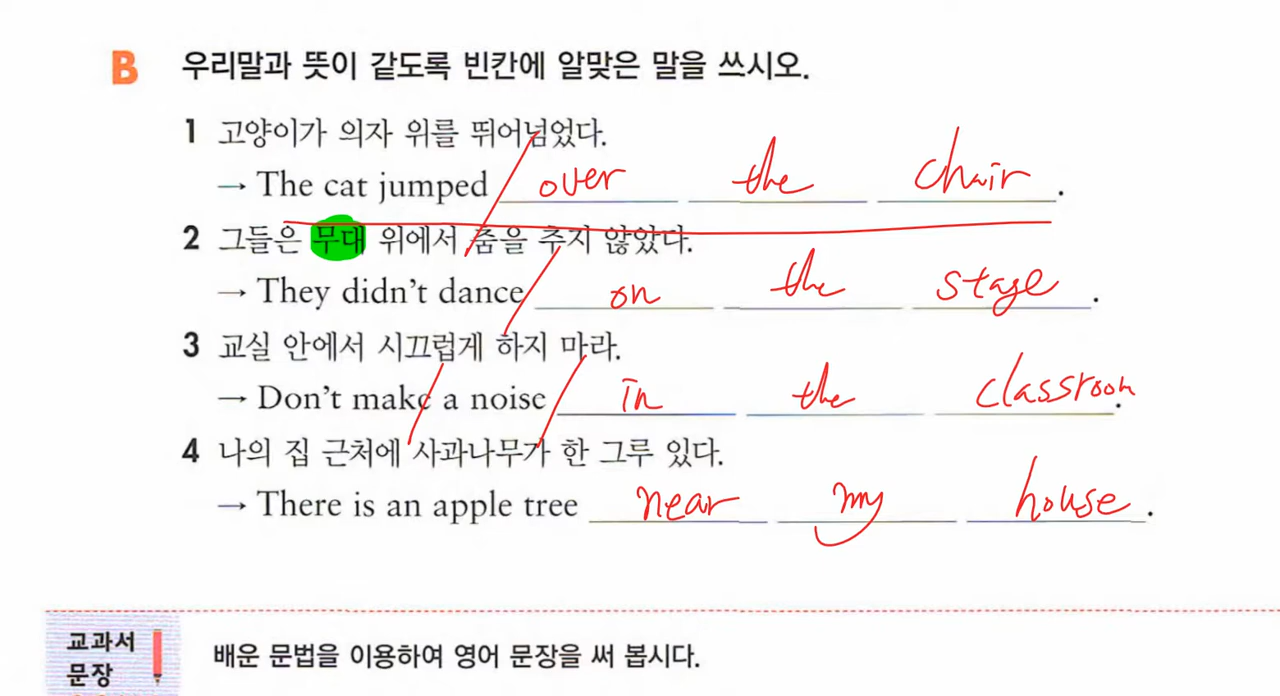 B 우리말과 뜻이 같도록 빈칸에 알맞은 말을 쓰시오.
1 고양이가 의자 위를 뛰어넘었다.
→ The cat jumped over the chair.
2 그들은 무대 위에서 춤을 추지 않았다.
→ They didn't dance on the stage.
3 교실 안에서 시끄럽게 하지 마라.
→ Don't make a noise in the classroom.
4 나의 집 근처에 사과나무가 한 그루 있다.
→ There is an apple tree near my house.
교과서
문장
배운 문법을 이용하여 영어 문장을 써 봅시다.